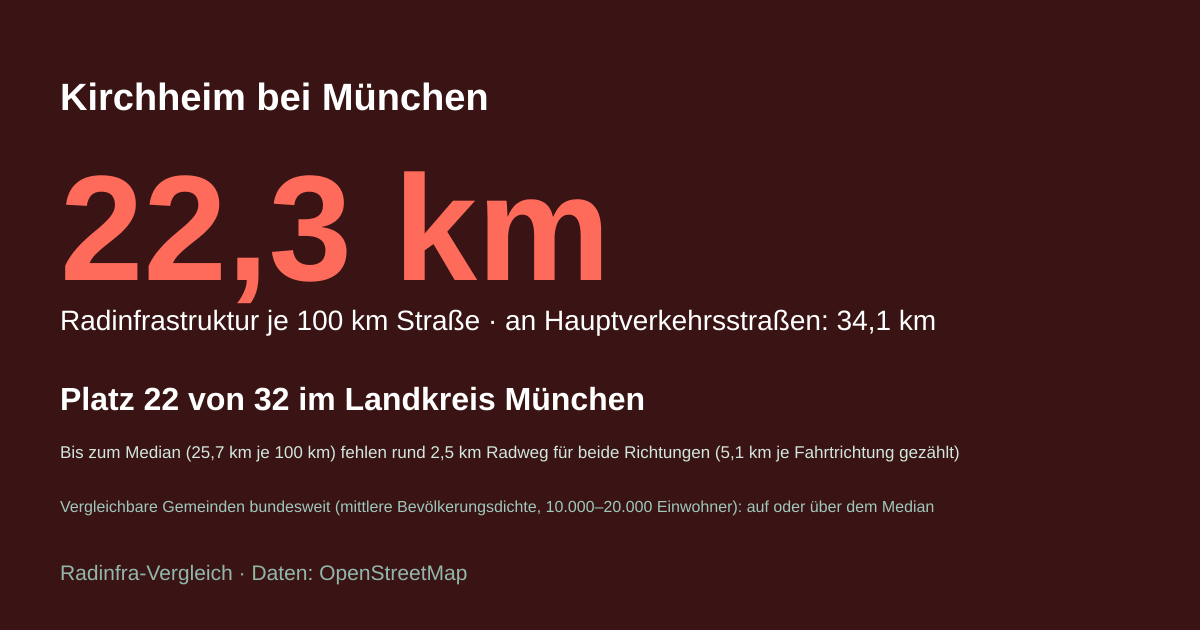 Kirchheim bei München
22,3 km
Radinfrastruktur je 100 km Straße · an Hauptverkehrsstraßen: 34,1 km
Platz 22 von 32 im Landkreis München
Bis zum Median (25,7 km je 100 km) fehlen rund 2,5 km Radweg für beide Richtungen (5,1 km je Fahrtrichtung gezählt)
Vergleichbare Gemeinden bundesweit (mittlere Bevölkerungsdichte, 10.000–20.000 Einwohner): auf oder über dem Median
Radinfra-Vergleich · Daten: OpenStreetMap